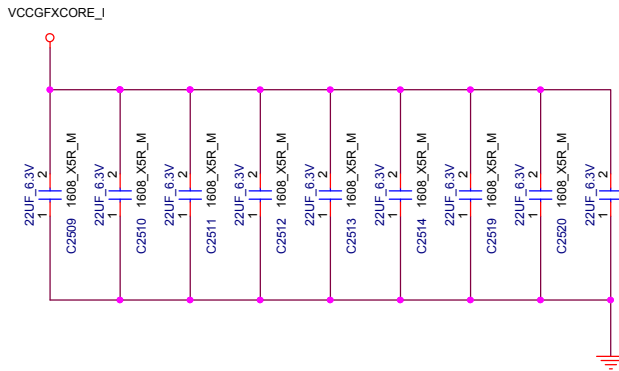 VCCGFXCORE_I
22UF_6.3V
1 2
1608_X5R_M
C2509
22UF_6.3V
1 2
1608_X5R_M
C2510
22UF_6.3V
1 2
1608_X5R_M
C2511
22UF_6.3V
1 2
1608_X5R_M
C2512
22UF_6.3V
1 2
1608_X5R_M
C2513
22UF_6.3V
1 2
1608_X5R_M
C2514
22UF_6.3V
1 2
1608_X5R_M
C2519
22UF_6.3V
1 2
1608_X5R_M
C2520
22UF_6.3V
1 2